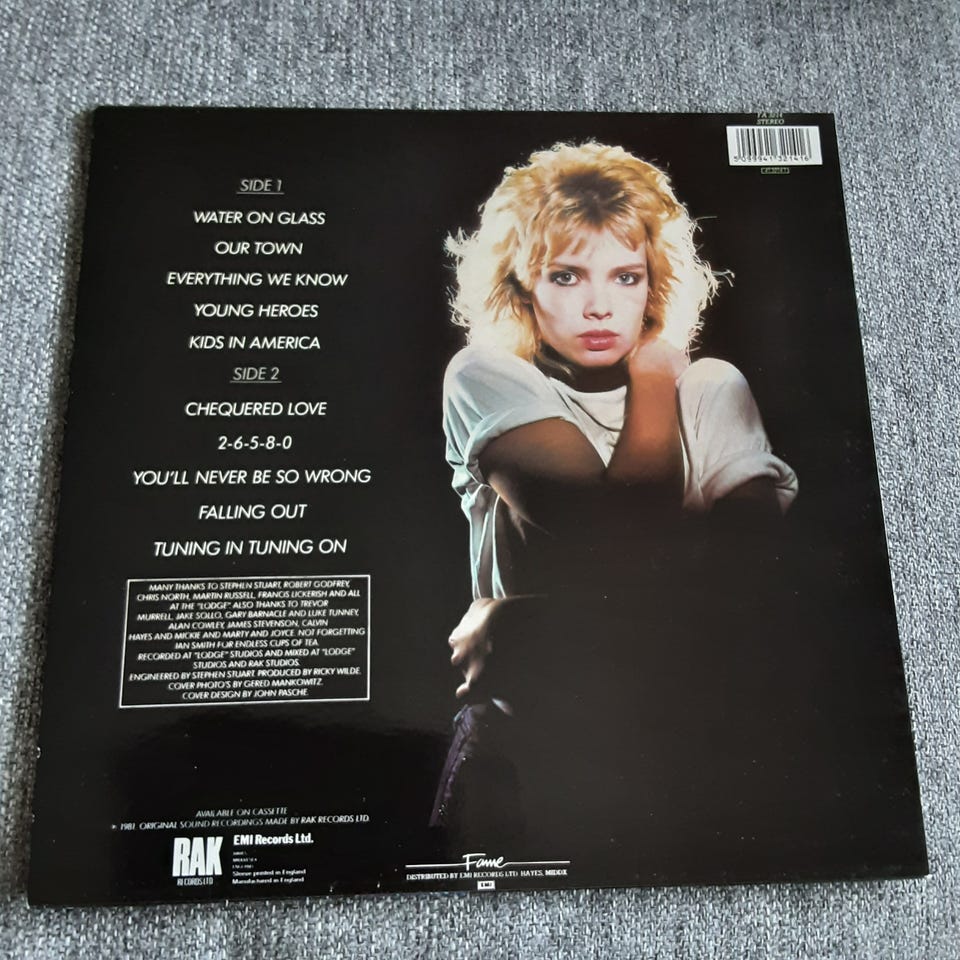 SIDE 1
WATER ON GLASS
OUR TOWN
EVERYTHING WE KNOW
YOUNG HEROES
KIDS IN AMERICA
SIDE 2
CHEQUERED LOVE
2-6-5-8-0
YOU'LL NEVER BE SO WRONG
FALLING OUT
TUNING IN TUNING ON
MANY THANKS TO STEPHEN STUART, ROBERT GODFREY,
CHRIS NORTH, MARTIN RUSSELL, FRANCIS LICKERISH AND ALL
AT THE "LODGE" ALSO THANKS TO TREVOR
MURRELL, JAKE SOLLO, GARY BARNACLE AND LUKE TUNNEY,
ALAN COWLEY, JAMES STEVENSON, CALVIN
HAYES AND MICKIE AND MARTY AND JOYCE. NOT FORGETTING
IAN SMITH FOR ENDLESS CUPS OF TEA.
RECORDED AT "LODGE" STUDIOS AND MIXED AT "LODGE"
STUDIOS AND RAK STUDIOS.
ENGINEERED BY STEPHEN STUART. PRODUCED BY RICKY WILDE.
COVER PHOTO'S BY GERED MANKOWITZ.
COVER DESIGN BY JOHN PASCHE.
FA 3214
STEREO
5 099941 321416
AVAILABLE ON CASSETTE
1981. ORIGINAL SOUND RECORDINGS MADE BY RAK RECORDS LTD.
RAK
RECORDS LTD
EMI Records Ltd.
Sleeve printed in England
Manufactured in England
Fame
DISTRIBUTED BY EMI RECORDS LTD. HAYES, MIDDX
EMI